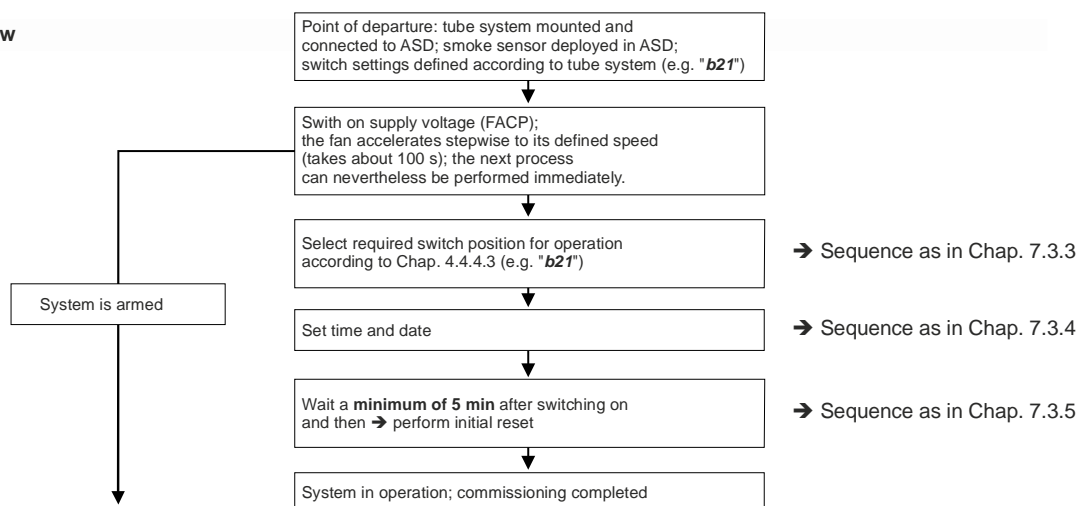 w
Point of departure: tube system mounted and
connected to ASD; smoke sensor deployed in ASD;
switch settings defined according to tube system (e.g. "b21")
Swith on supply voltage (FACP);
the fan accelerates stepwise to its defined speed
(takes about 100 s); the next process
can nevertheless be performed immediately.
Select required switch position for operation
according to Chap. 4.4.4.3 (e.g. "b21")
➔ Sequence as in Chap. 7.3.3
System is armed
Set time and date
➔ Sequence as in Chap. 7.3.4
Wait a minimum of 5 min after switching on
and then ➔ perform initial reset
➔ Sequence as in Chap. 7.3.5
System in operation; commissioning completed